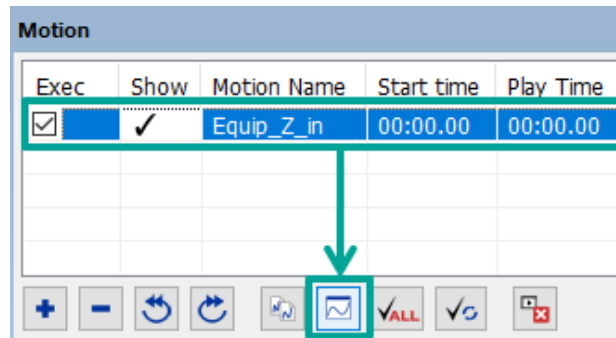 Motion
Exec Show Motion Name Start time Play Time
Equip_Z_in 00:00.00 00:00.00
ALL